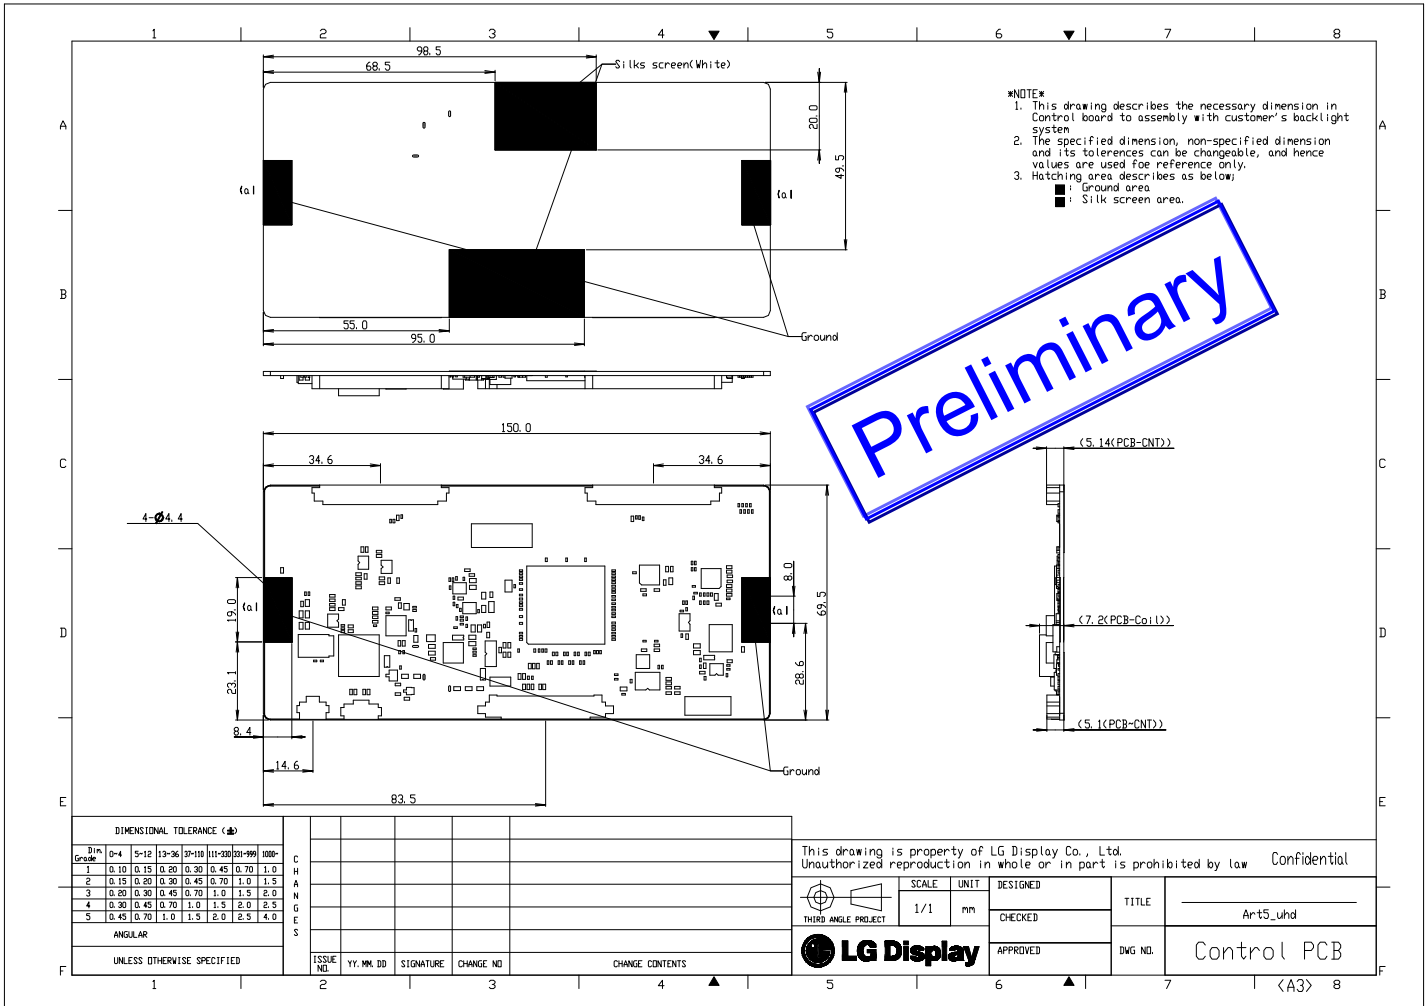 1 2 3 4 5 6 7 8
98.5
68.5
Silks screen(White)
20.0
49.5
(a)
(a)
55.0
95.0
Ground
*NOTE*
1. This drawing describes the necessary dimension in
Control board to assembly with customer's backlight
system
2. The specified dimension, non-specified dimension
and its tolerences can be changeable, and hence
values are used foe reference only.
3. Hatching area describes as below;
: Ground area
: Silk screen area.
Preliminary
A
B
C
D
E
F
A
B
C
D
E
F
150.0
34.6
34.6
4-Ø4.4
19.0
(a)
23.1
8.4
14.6
83.5
8.0
(a)
69.5
28.6
Ground
(5.14(PCB-CNT))
(7.2(PCB-Coil))
(5.1(PCB-CNT))
DIMENSIONAL TOLERANCE (±)
Dim. Grade 0-4 5-12 13-36 37-110 111-330 331-999 1000-
1 0.10 0.15 0.20 0.30 0.45 0.70 1.0
2 0.15 0.20 0.30 0.45 0.70 1.0 1.5
3 0.20 0.30 0.45 0.70 1.0 1.5 2.0
4 0.30 0.45 0.70 1.0 1.5 2.0 2.5
5 0.45 0.70 1.0 1.5 2.0 2.5 4.0
ANGULAR
UNLESS OTHERWISE SPECIFIED
CHANGES
ISSUE NO. YY.MM.DD SIGNATURE CHANGE NO CHANGE CONTENTS
This drawing is property of LG Display Co., Ltd.
Unauthorized reproduction in whole or in part is prohibited by law
Confidential
THIRD ANGLE PROJECT
SCALE UNIT
1/1 mm
DESIGNED
CHECKED
APPROVED
TITLE
Art5_uhd
LG Display
DWG NO.
Control PCB
1 2 3 4 5 6 7 <A3> 8